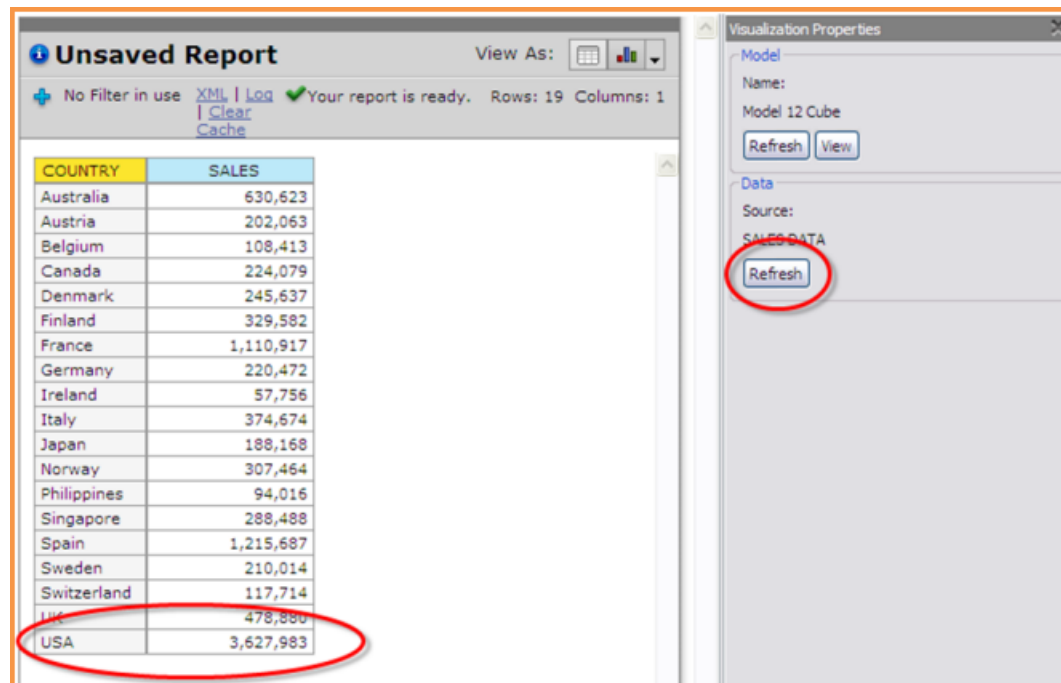 Unsaved Report View As:
No Filter in use XML | Log Your report is ready. Rows: 19 Columns: 1
| Clear
Cache
COUNTRY SALES
Australia 630,623
Austria 202,063
Belgium 108,413
Canada 224,079
Denmark 245,637
Finland 329,582
France 1,110,917
Germany 220,472
Ireland 57,756
Italy 374,674
Japan 188,168
Norway 307,464
Philippines 94,016
Singapore 288,488
Spain 1,215,687
Sweden 210,014
Switzerland 117,714
UK 478,880
USA 3,627,983
Visualization Properties
Model
Name:
Model 12 Cube
Refresh View
Data
Source:
SALES DATA
Refresh